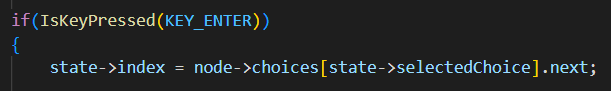 if(IsKeyPressed(KEY_ENTER))
{
state->index = node->choices[state->selectedChoice].next;